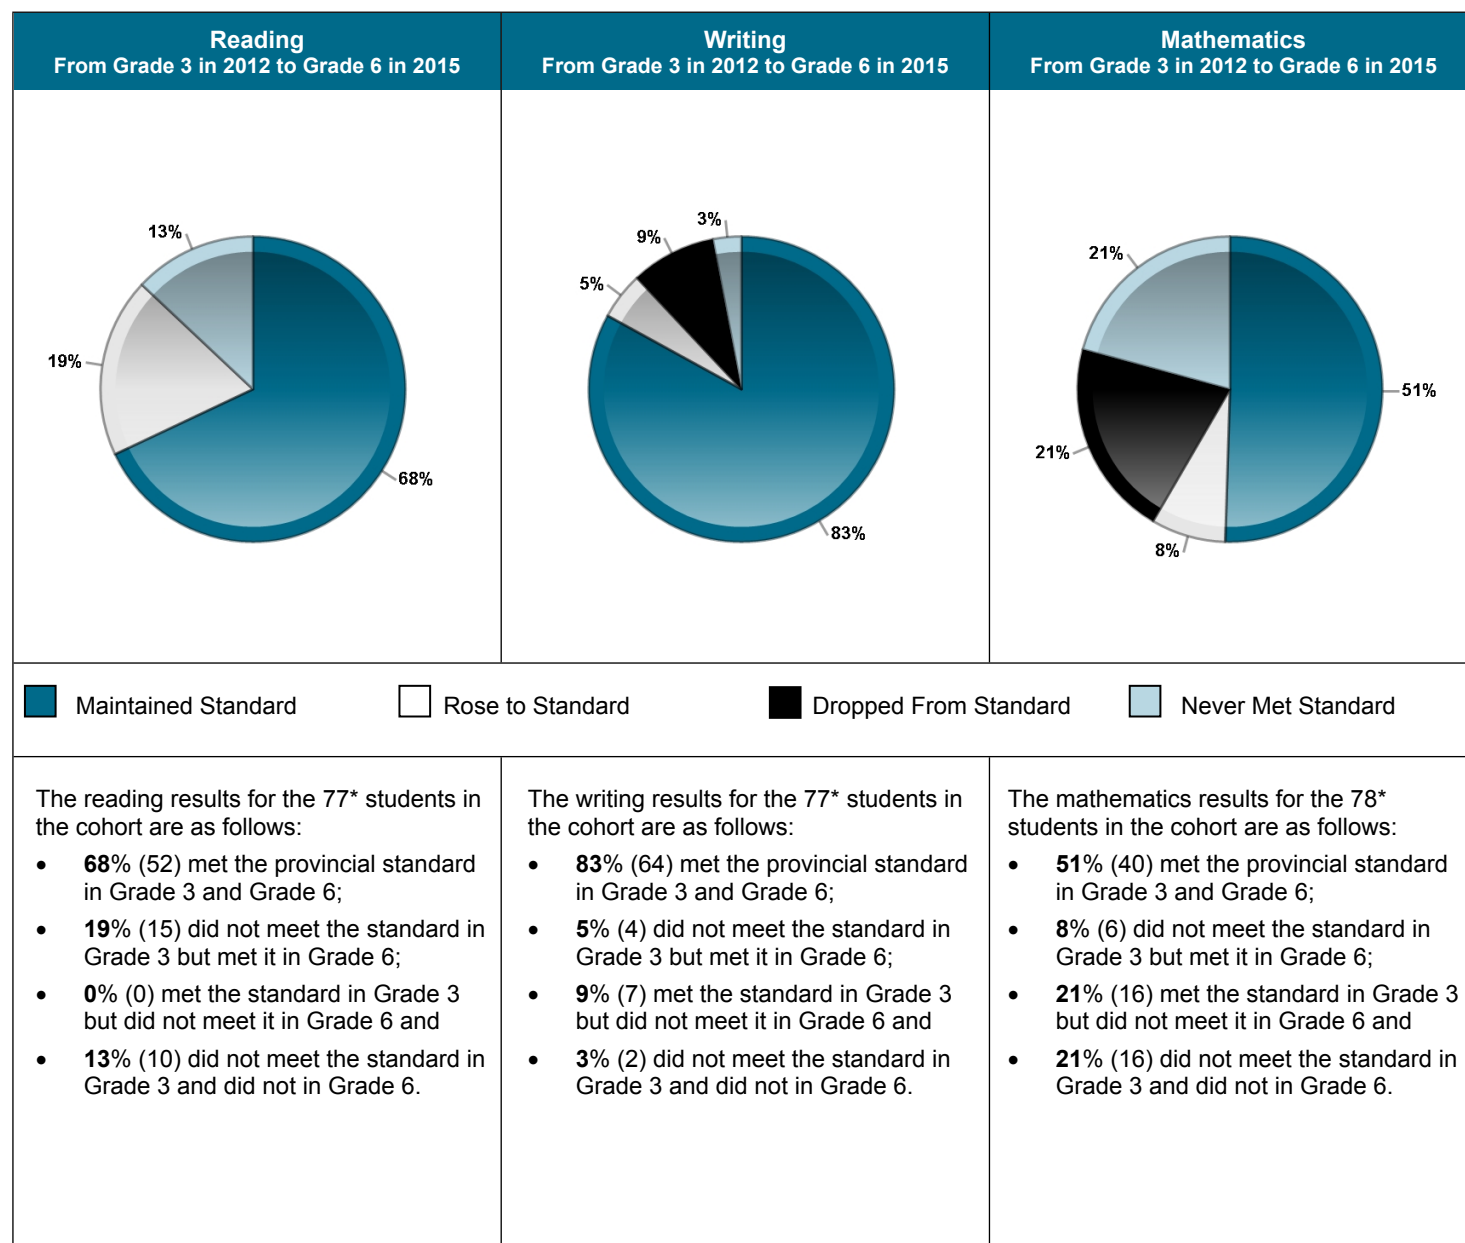 Reading
From Grade 3 in 2012 to Grade 6 in 2015
Writing
From Grade 3 in 2012 to Grade 6 in 2015
Mathematics
From Grade 3 in 2012 to Grade 6 in 2015
13%
19%
68%
3%
9%
5%
83%
21%
51%
21%
8%
Maintained Standard
Rose to Standard
Dropped From Standard
Never Met Standard
The reading results for the 77* students in
the cohort are as follows:
• 68% (52) met the provincial standard
in Grade 3 and Grade 6;
• 19% (15) did not meet the standard in
Grade 3 but met it in Grade 6;
• 0% (0) met the standard in Grade 3
but did not meet it in Grade 6 and
• 13% (10) did not meet the standard in
Grade 3 and did not in Grade 6.
The writing results for the 77* students in
the cohort are as follows:
• 83% (64) met the provincial standard
in Grade 3 and Grade 6;
• 5% (4) did not meet the standard in
Grade 3 but met it in Grade 6;
• 9% (7) met the standard in Grade 3
but did not meet it in Grade 6 and
• 3% (2) did not meet the standard in
Grade 3 and did not in Grade 6.
The mathematics results for the 78*
students in the cohort are as follows:
• 51% (40) met the provincial standard
in Grade 3 and Grade 6;
• 8% (6) did not meet the standard in
Grade 3 but met it in Grade 6;
• 21% (16) met the standard in Grade 3
but did not meet it in Grade 6 and
• 21% (16) did not meet the standard in
Grade 3 and did not in Grade 6.